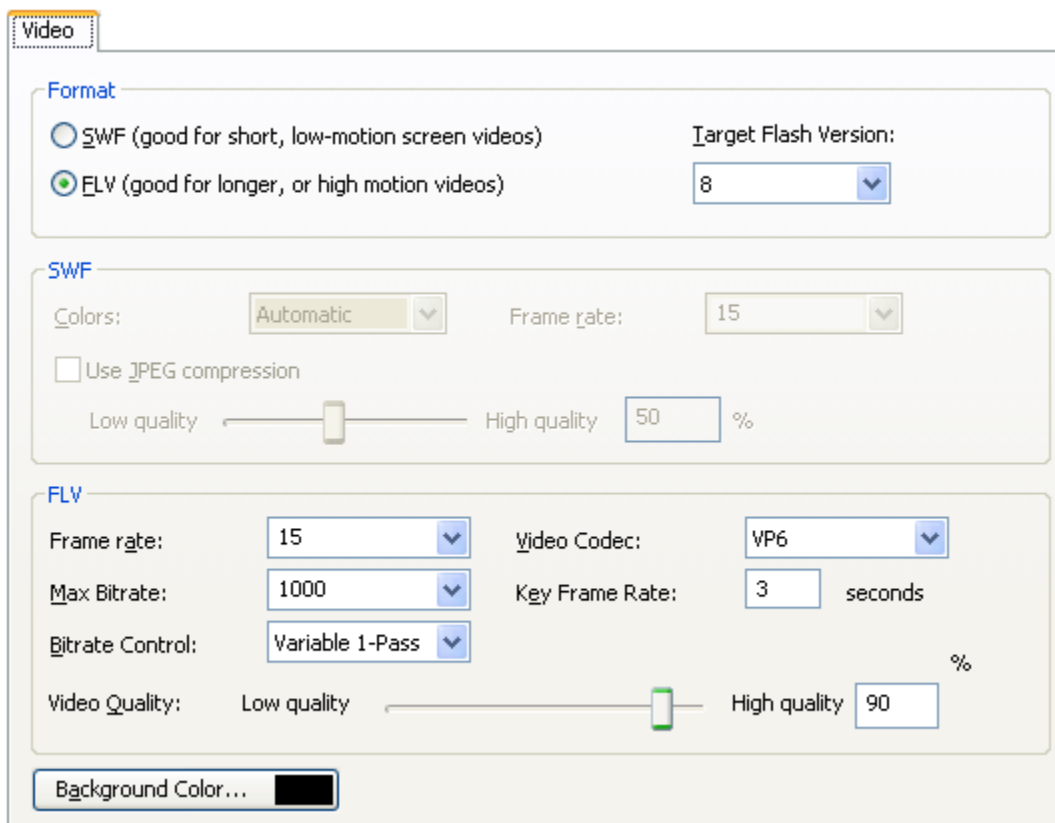 Video
Format
SWF (good for short, low-motion screen videos)
Target Flash Version:
FLV (good for longer, or high motion videos)
8
SWF
Colors: Automatic Frame rate: 15
Use JPEG compression
Low quality High quality 50 %
FLV
Frame rate: 15 Video Codec: VP6
Max Bitrate: 1000 Key Frame Rate: 3 seconds
Bitrate Control: Variable 1-Pass
%
Video Quality: Low quality High quality 90
Background Color...